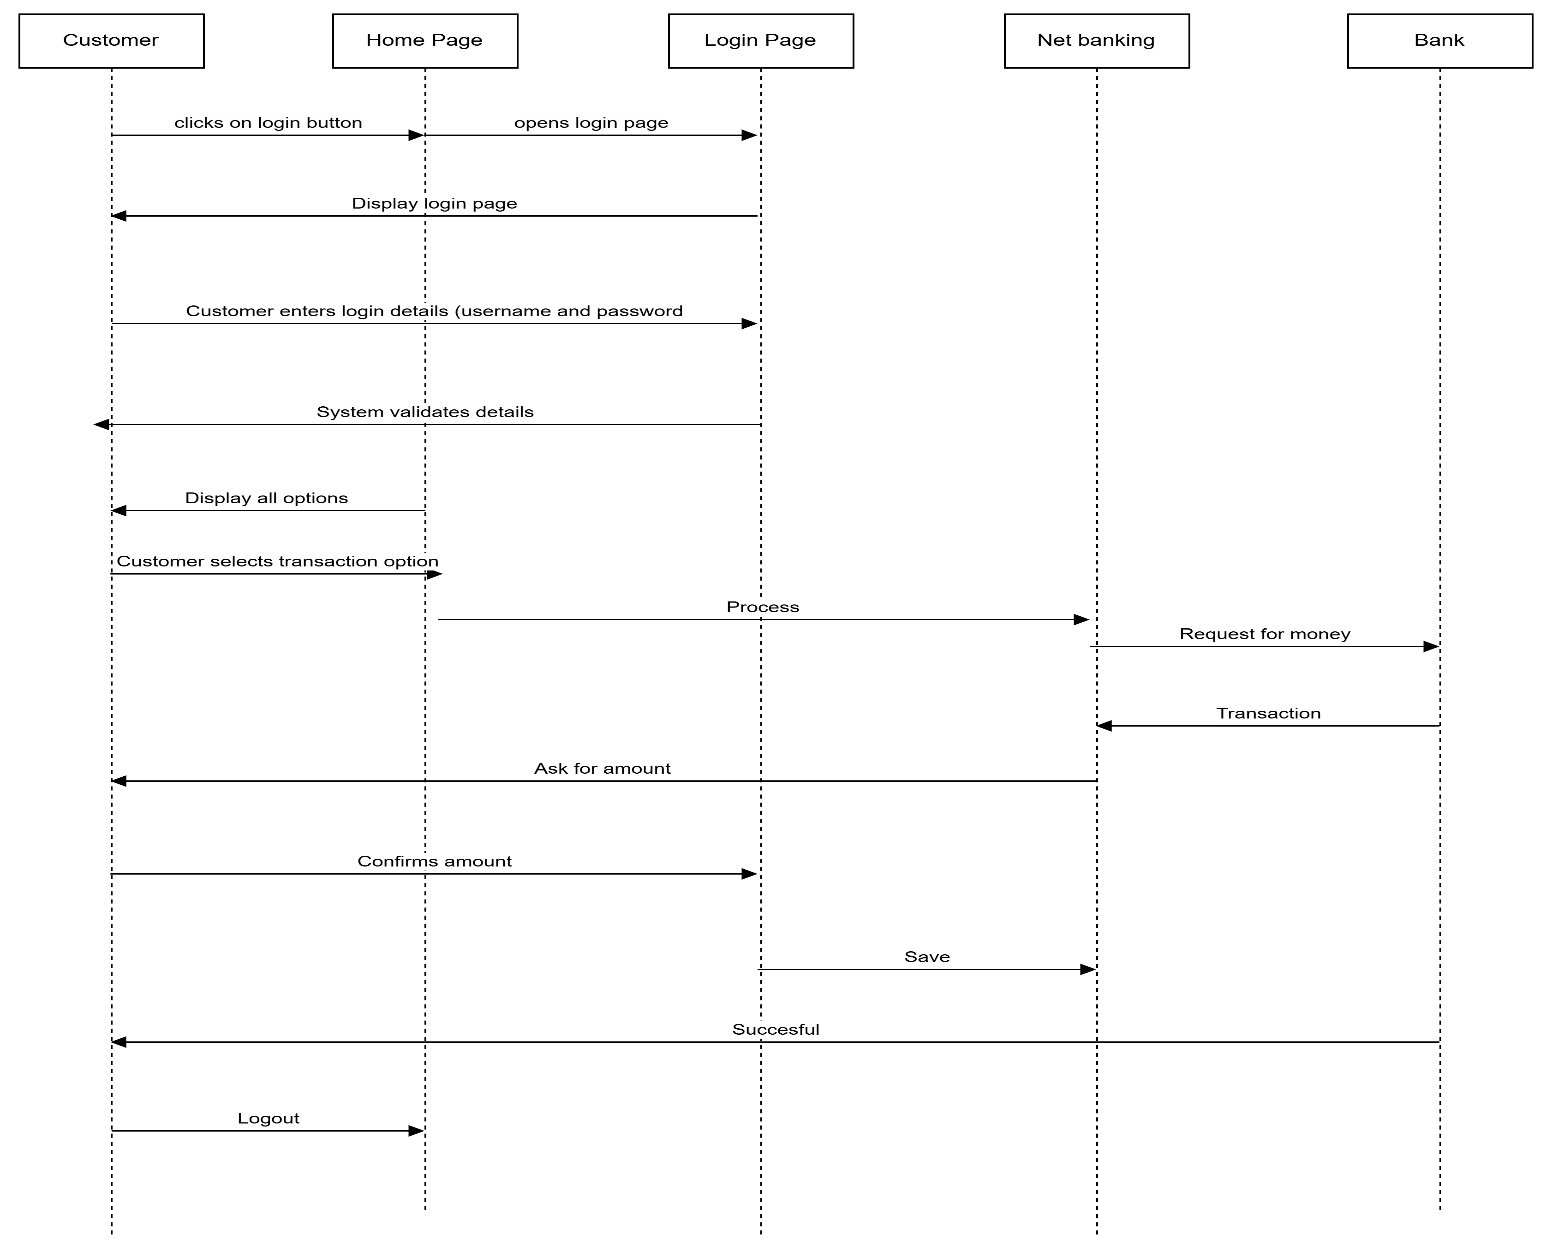 Customer
Home Page
Login Page
Net banking
Bank
clicks on login button
opens login page
Display login page
Customer enters login details (username and password
System validates details
Display all options
Customer selects transaction option
Process
Request for money
Transaction
Ask for amount
Confirms amount
Save
Succesful
Logout